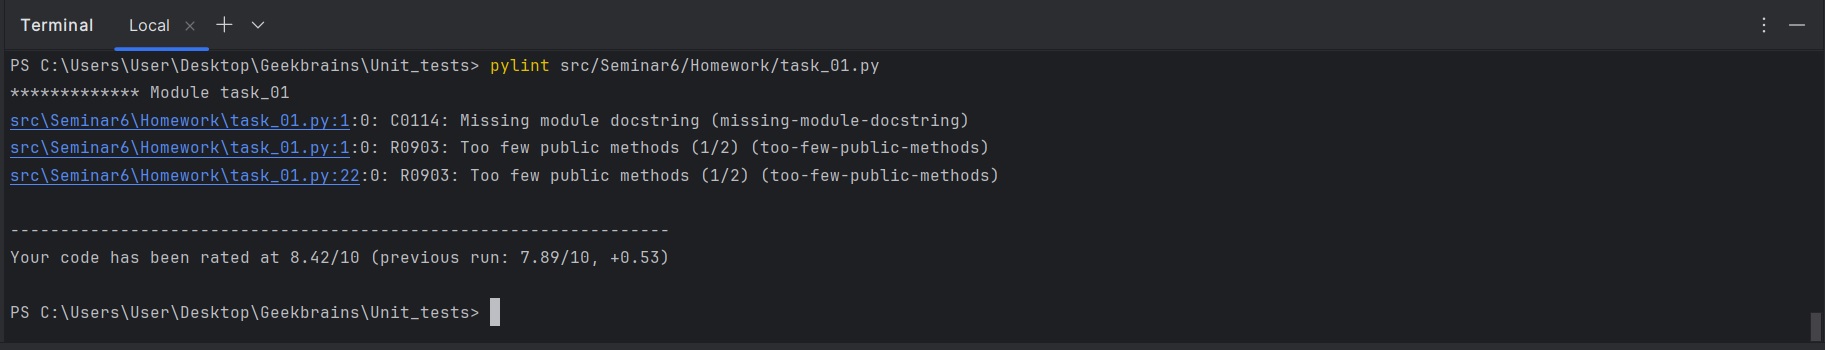 Terminal Local × + ⌄ ⋮ —
PS C:\Users\User\Desktop\Geekbrains\Unit_tests> pylint src/Seminar6/Homework/task_01.py
************* Module task_01
src\Seminar6\Homework\task_01.py:1:0: C0114: Missing module docstring (missing-module-docstring)
src\Seminar6\Homework\task_01.py:1:0: R0903: Too few public methods (1/2) (too-few-public-methods)
src\Seminar6\Homework\task_01.py:22:0: R0903: Too few public methods (1/2) (too-few-public-methods)
------------------------------------------------------------------
Your code has been rated at 8.42/10 (previous run: 7.89/10, +0.53)
PS C:\Users\User\Desktop\Geekbrains\Unit_tests>